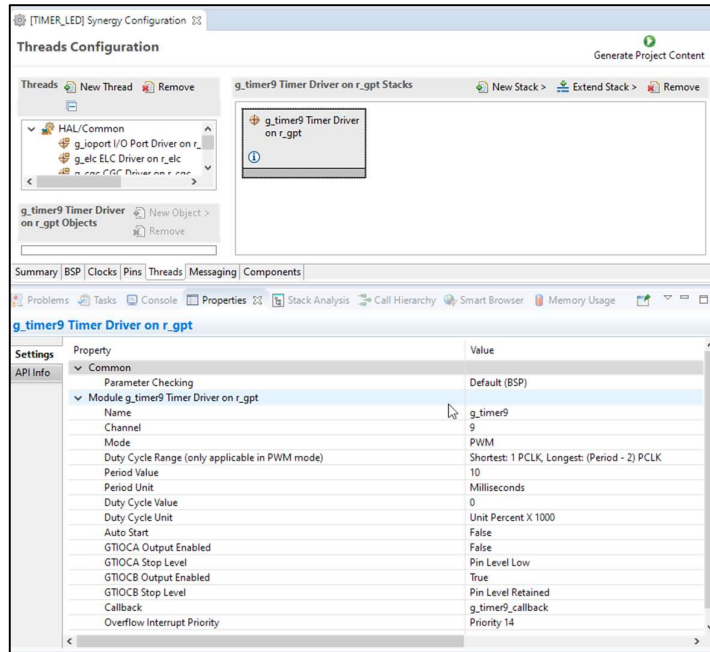 [TIMER_LED] Synergy Configuration
Threads Configuration
Generate Project Content
Threads New Thread Remove
HAL/Common
g_ioport I/O Port Driver on r_
g_elc ELC Driver on r_elc
g_cgc CGC Driver on r_cgc
g_timer9 Timer Driver on r_gpt Objects New Object > Remove
g_timer9 Timer Driver on r_gpt Stacks New Stack > Extend Stack > Remove
g_timer9 Timer Driver
on r_gpt
Summary BSP Clocks Pins Threads Messaging Components
Problems Tasks Console Properties Stack Analysis Call Hierarchy Smart Browser Memory Usage
g_timer9 Timer Driver on r_gpt
Settings
API Info
Property Value
Common
Parameter Checking Default (BSP)
Module g_timer9 Timer Driver on r_gpt
Name g_timer9
Channel 9
Mode PWM
Duty Cycle Range (only applicable in PWM mode) Shortest: 1 PCLK, Longest: (Period - 2) PCLK
Period Value 10
Period Unit Milliseconds
Duty Cycle Value 0
Duty Cycle Unit Unit Percent X 1000
Auto Start False
GTIOCA Output Enabled False
GTIOCA Stop Level Pin Level Low
GTIOCB Output Enabled True
GTIOCB Stop Level Pin Level Retained
Callback g_timer9_callback
Overflow Interrupt Priority Priority 14